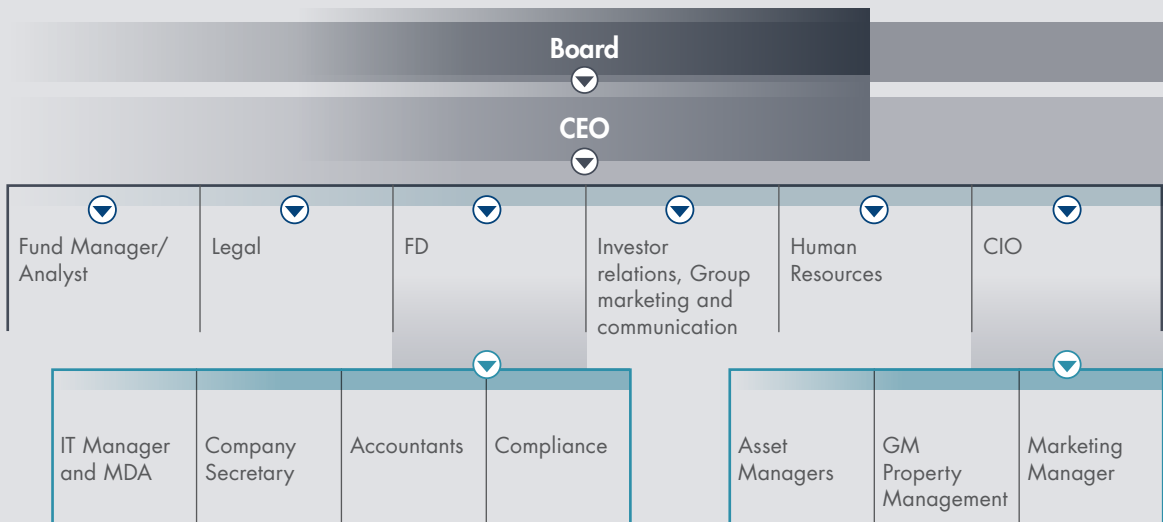 Board
CEO
Fund Manager/
Analyst
Legal
FD
Investor
relations, Group
marketing and
communication
Human
Resources
CIO
IT Manager
and MDA
Company
Secretary
Accountants
Compliance
Asset
Managers
GM
Property
Management
Marketing
Manager